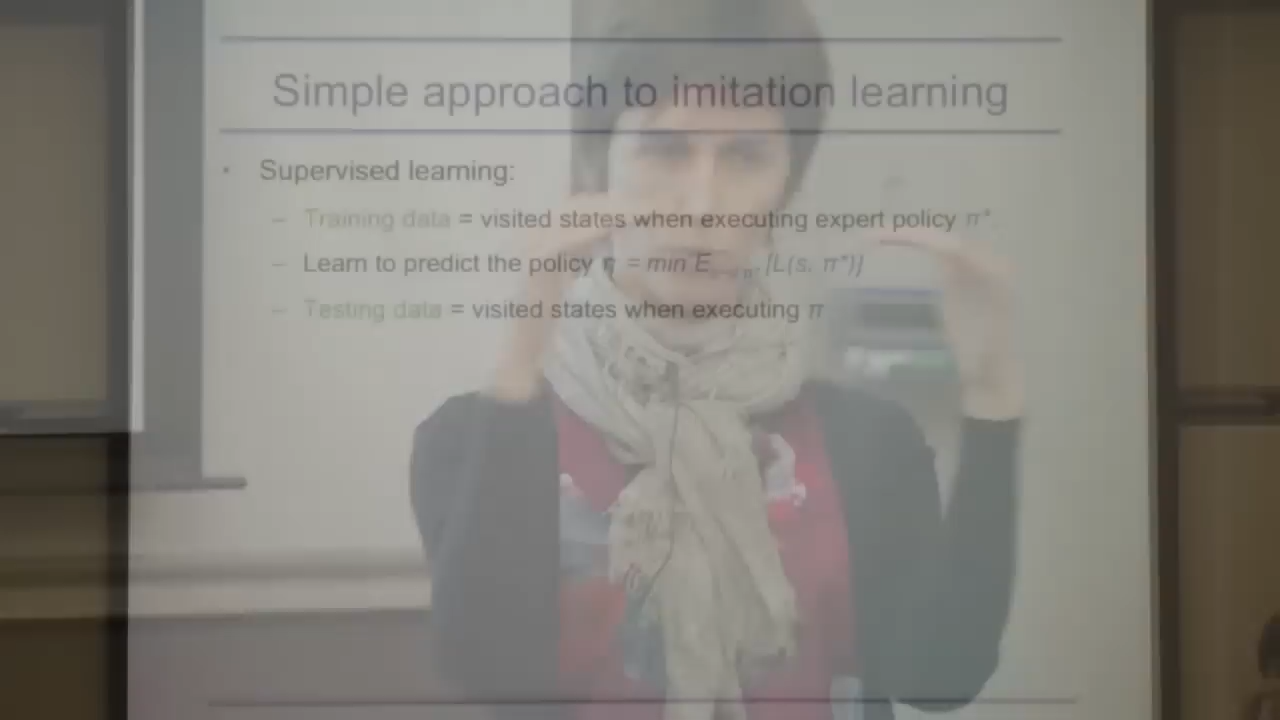 Simple approach to imitation learning
• Supervised learning:
– Training data = visited states when executing expert policy π*
– Learn to predict the policy = min E [L(s, π*)]
– Testing data = visited states when executing π